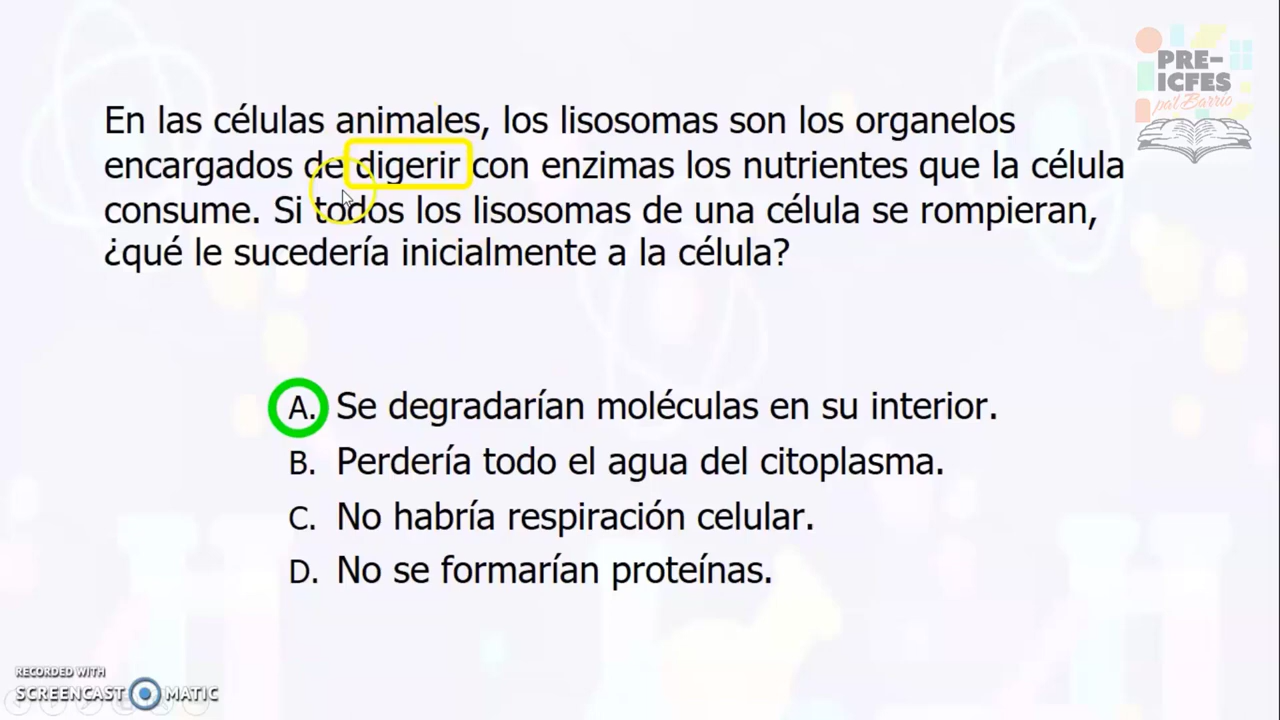 PRE-
ICFES
pal Barrio
En las células animales, los lisosomas son los organelos
encargados de digerir con enzimas los nutrientes que la célula
consume. Si todos los lisosomas de una célula se rompieran,
¿qué le sucedería inicialmente a la célula?
A. Se degradarían moléculas en su interior.
B. Perdería todo el agua del citoplasma.
C. No habría respiración celular.
D. No se formarían proteínas.
RECORDED WITH
SCREENCAST MATIC